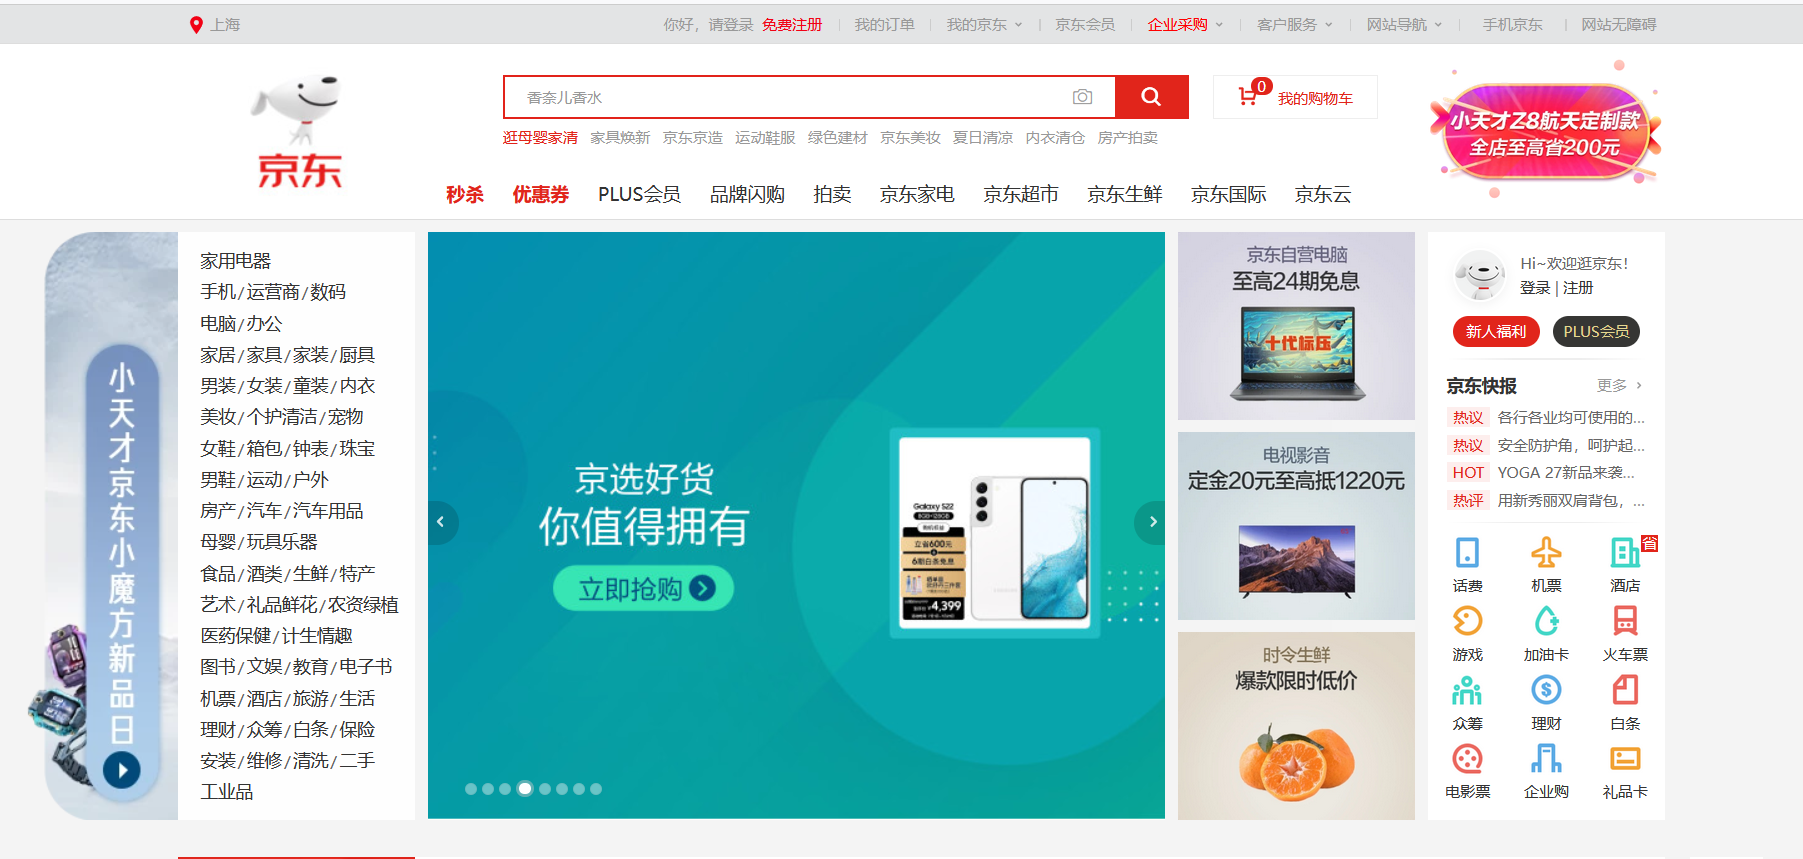 上海
你好，请登录 免费注册 我的订单 我的京东 京东会员 企业采购 客户服务 网站导航 手机京东 网站无障碍
京东
香奈儿香水
0 我的购物车
逛母婴家清 家具焕新 京东京造 运动鞋服 绿色建材 京东美妆 夏日清凉 内衣清仓 房产拍卖
秒杀 优惠券 PLUS会员 品牌闪购 拍卖 京东家电 京东超市 京东生鲜 京东国际 京东云
小天才Z8航天定制款
全店至高省200元
小天才京东小魔方新品日
家用电器
手机/运营商/数码
电脑/办公
家居/家具/家装/厨具
男装/女装/童装/内衣
美妆/个护清洁/宠物
女鞋/箱包/钟表/珠宝
男鞋/运动/户外
房产/汽车/汽车用品
母婴/玩具乐器
食品/酒类/生鲜/特产
艺术/礼品鲜花/农资绿植
医药保健/计生情趣
图书/文娱/教育/电子书
机票/酒店/旅游/生活
理财/众筹/白条/保险
安装/维修/清洗/二手
工业品
京选好货
你值得拥有
立即抢购
Galaxy S22
8GB+128GB
立省600元
6期白条免息
4,399
京东自营电脑
至高24期免息
十代标压
电视影音
定金20元至高抵1220元
时令生鲜
爆款限时低价
Hi~欢迎逛京东!
登录 | 注册
新人福利 PLUS会员
京东快报 更多
热议 各行各业均可使用的...
热议 安全防护角，呵护起...
HOT YOGA 27新品来袭...
热评 用新秀丽双肩背包，...
省
话费 机票 酒店
游戏 加油卡 火车票
众筹 理财 白条
电影票 企业购 礼品卡